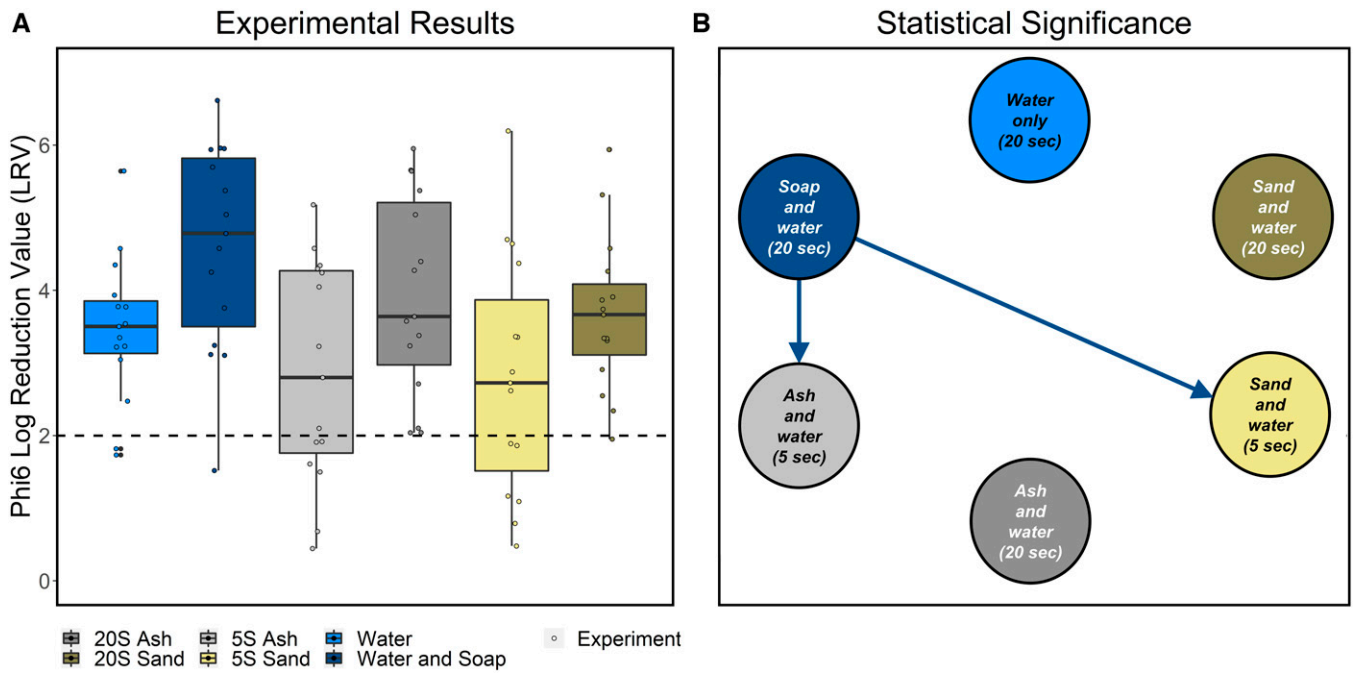 A Experimental Results
Phi6 Log Reduction Value (LRV)
6
4
2
0
20S Ash 5S Ash Water Experiment
20S Sand 5S Sand Water and Soap
B Statistical Significance
Water
only
(20 sec)
Soap
and
water
(20 sec)
Sand
and
water
(20 sec)
Ash
and
water
(5 sec)
Sand
and
water
(5 sec)
Ash
and
water
(20 sec)